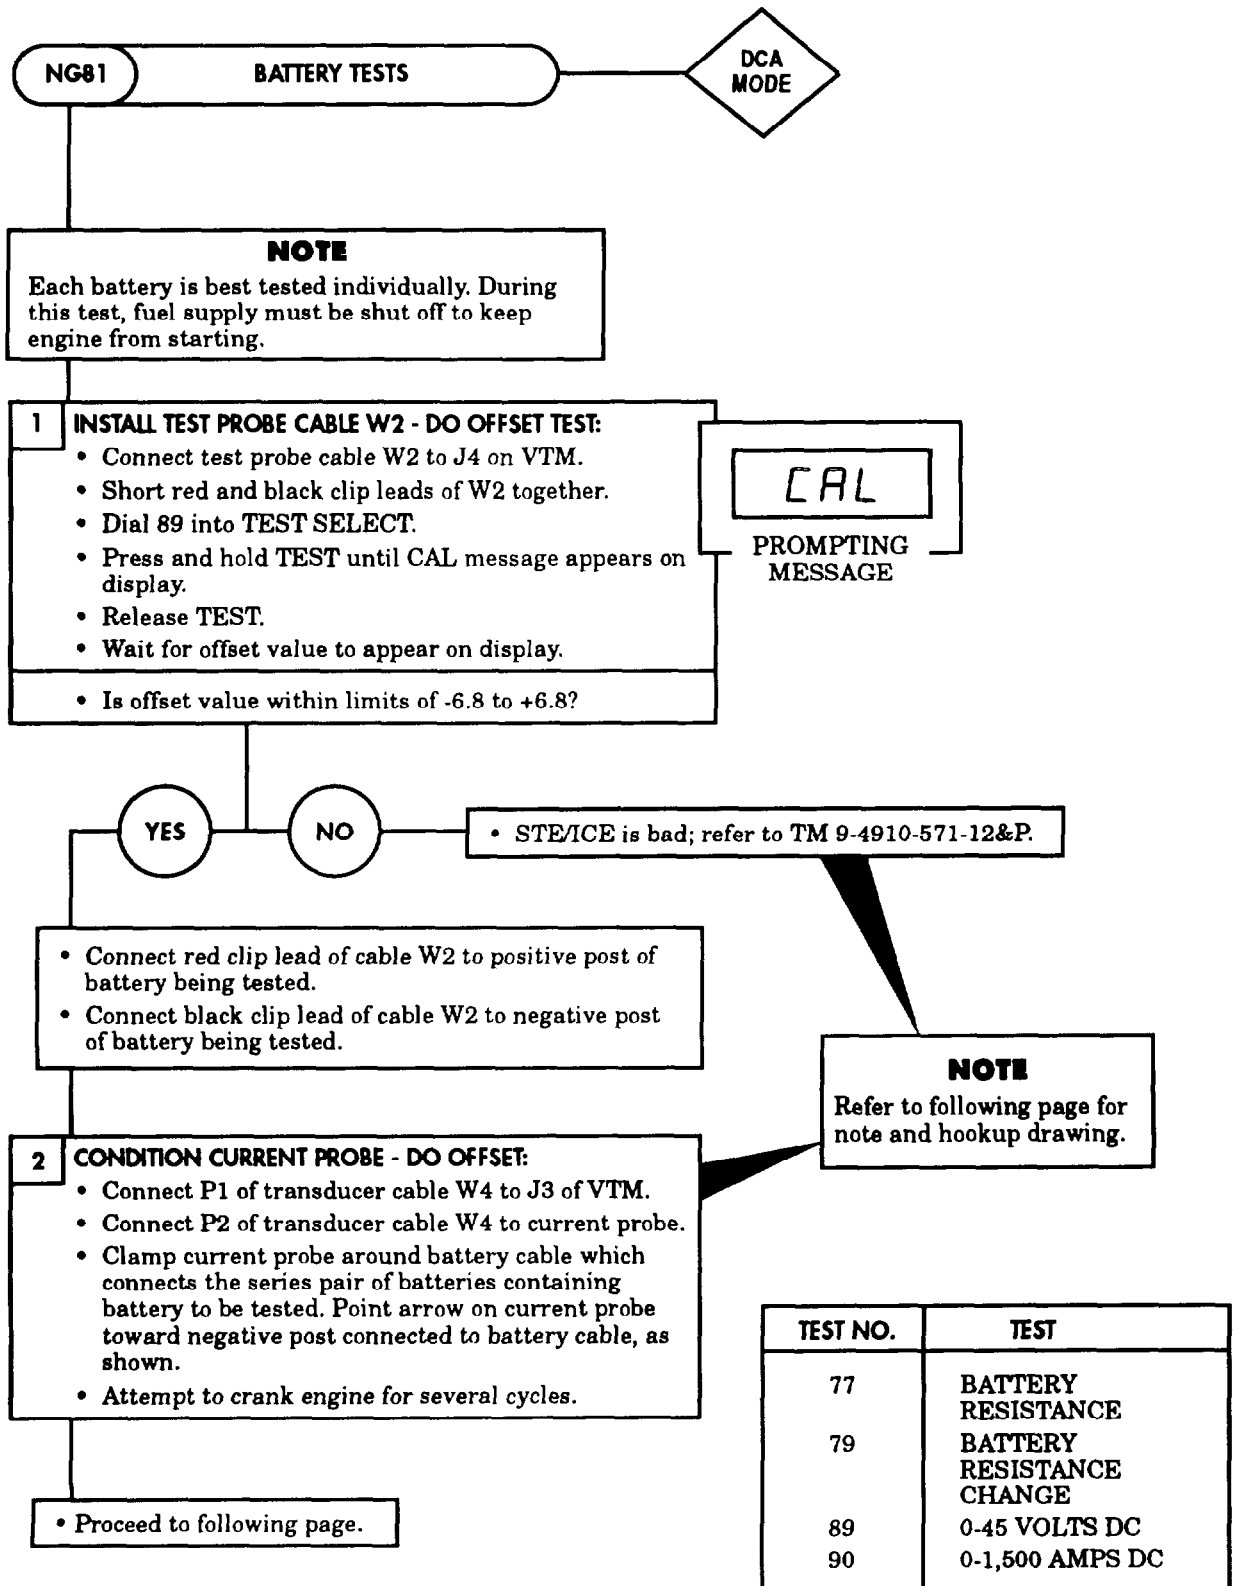 NG81
BATTERY TESTS
DCA
MODE
NOTE
Each battery is best tested individually. During
this test, fuel supply must be shut off to keep
engine from starting.
1
INSTALL TEST PROBE CABLE W2 - DO OFFSET TEST:
• Connect test probe cable W2 to J4 on VTM.
• Short red and black clip leads of W2 together.
• Dial 89 into TEST SELECT.
• Press and hold TEST until CAL message appears on
display.
• Release TEST.
• Wait for offset value to appear on display.
• Is offset value within limits of -6.8 to +6.8?
CAL
PROMPTING
MESSAGE
YES
NO
• STE/ICE is bad; refer to TM 9-4910-571-12&P.
• Connect red clip lead of cable W2 to positive post of
battery being tested.
• Connect black clip lead of cable W2 to negative post
of battery being tested.
NOTE
Refer to following page for
note and hookup drawing.
2
CONDITION CURRENT PROBE - DO OFFSET:
• Connect P1 of transducer cable W4 to J3 of VTM.
• Connect P2 of transducer cable W4 to current probe.
• Clamp current probe around battery cable which
connects the series pair of batteries containing
battery to be tested. Point arrow on current probe
toward negative post connected to battery cable, as
shown.
• Attempt to crank engine for several cycles.
• Proceed to following page.
TEST NO. TEST
77 BATTERY
RESISTANCE
79 BATTERY
RESISTANCE
CHANGE
89 0-45 VOLTS DC
90 0-1,500 AMPS DC